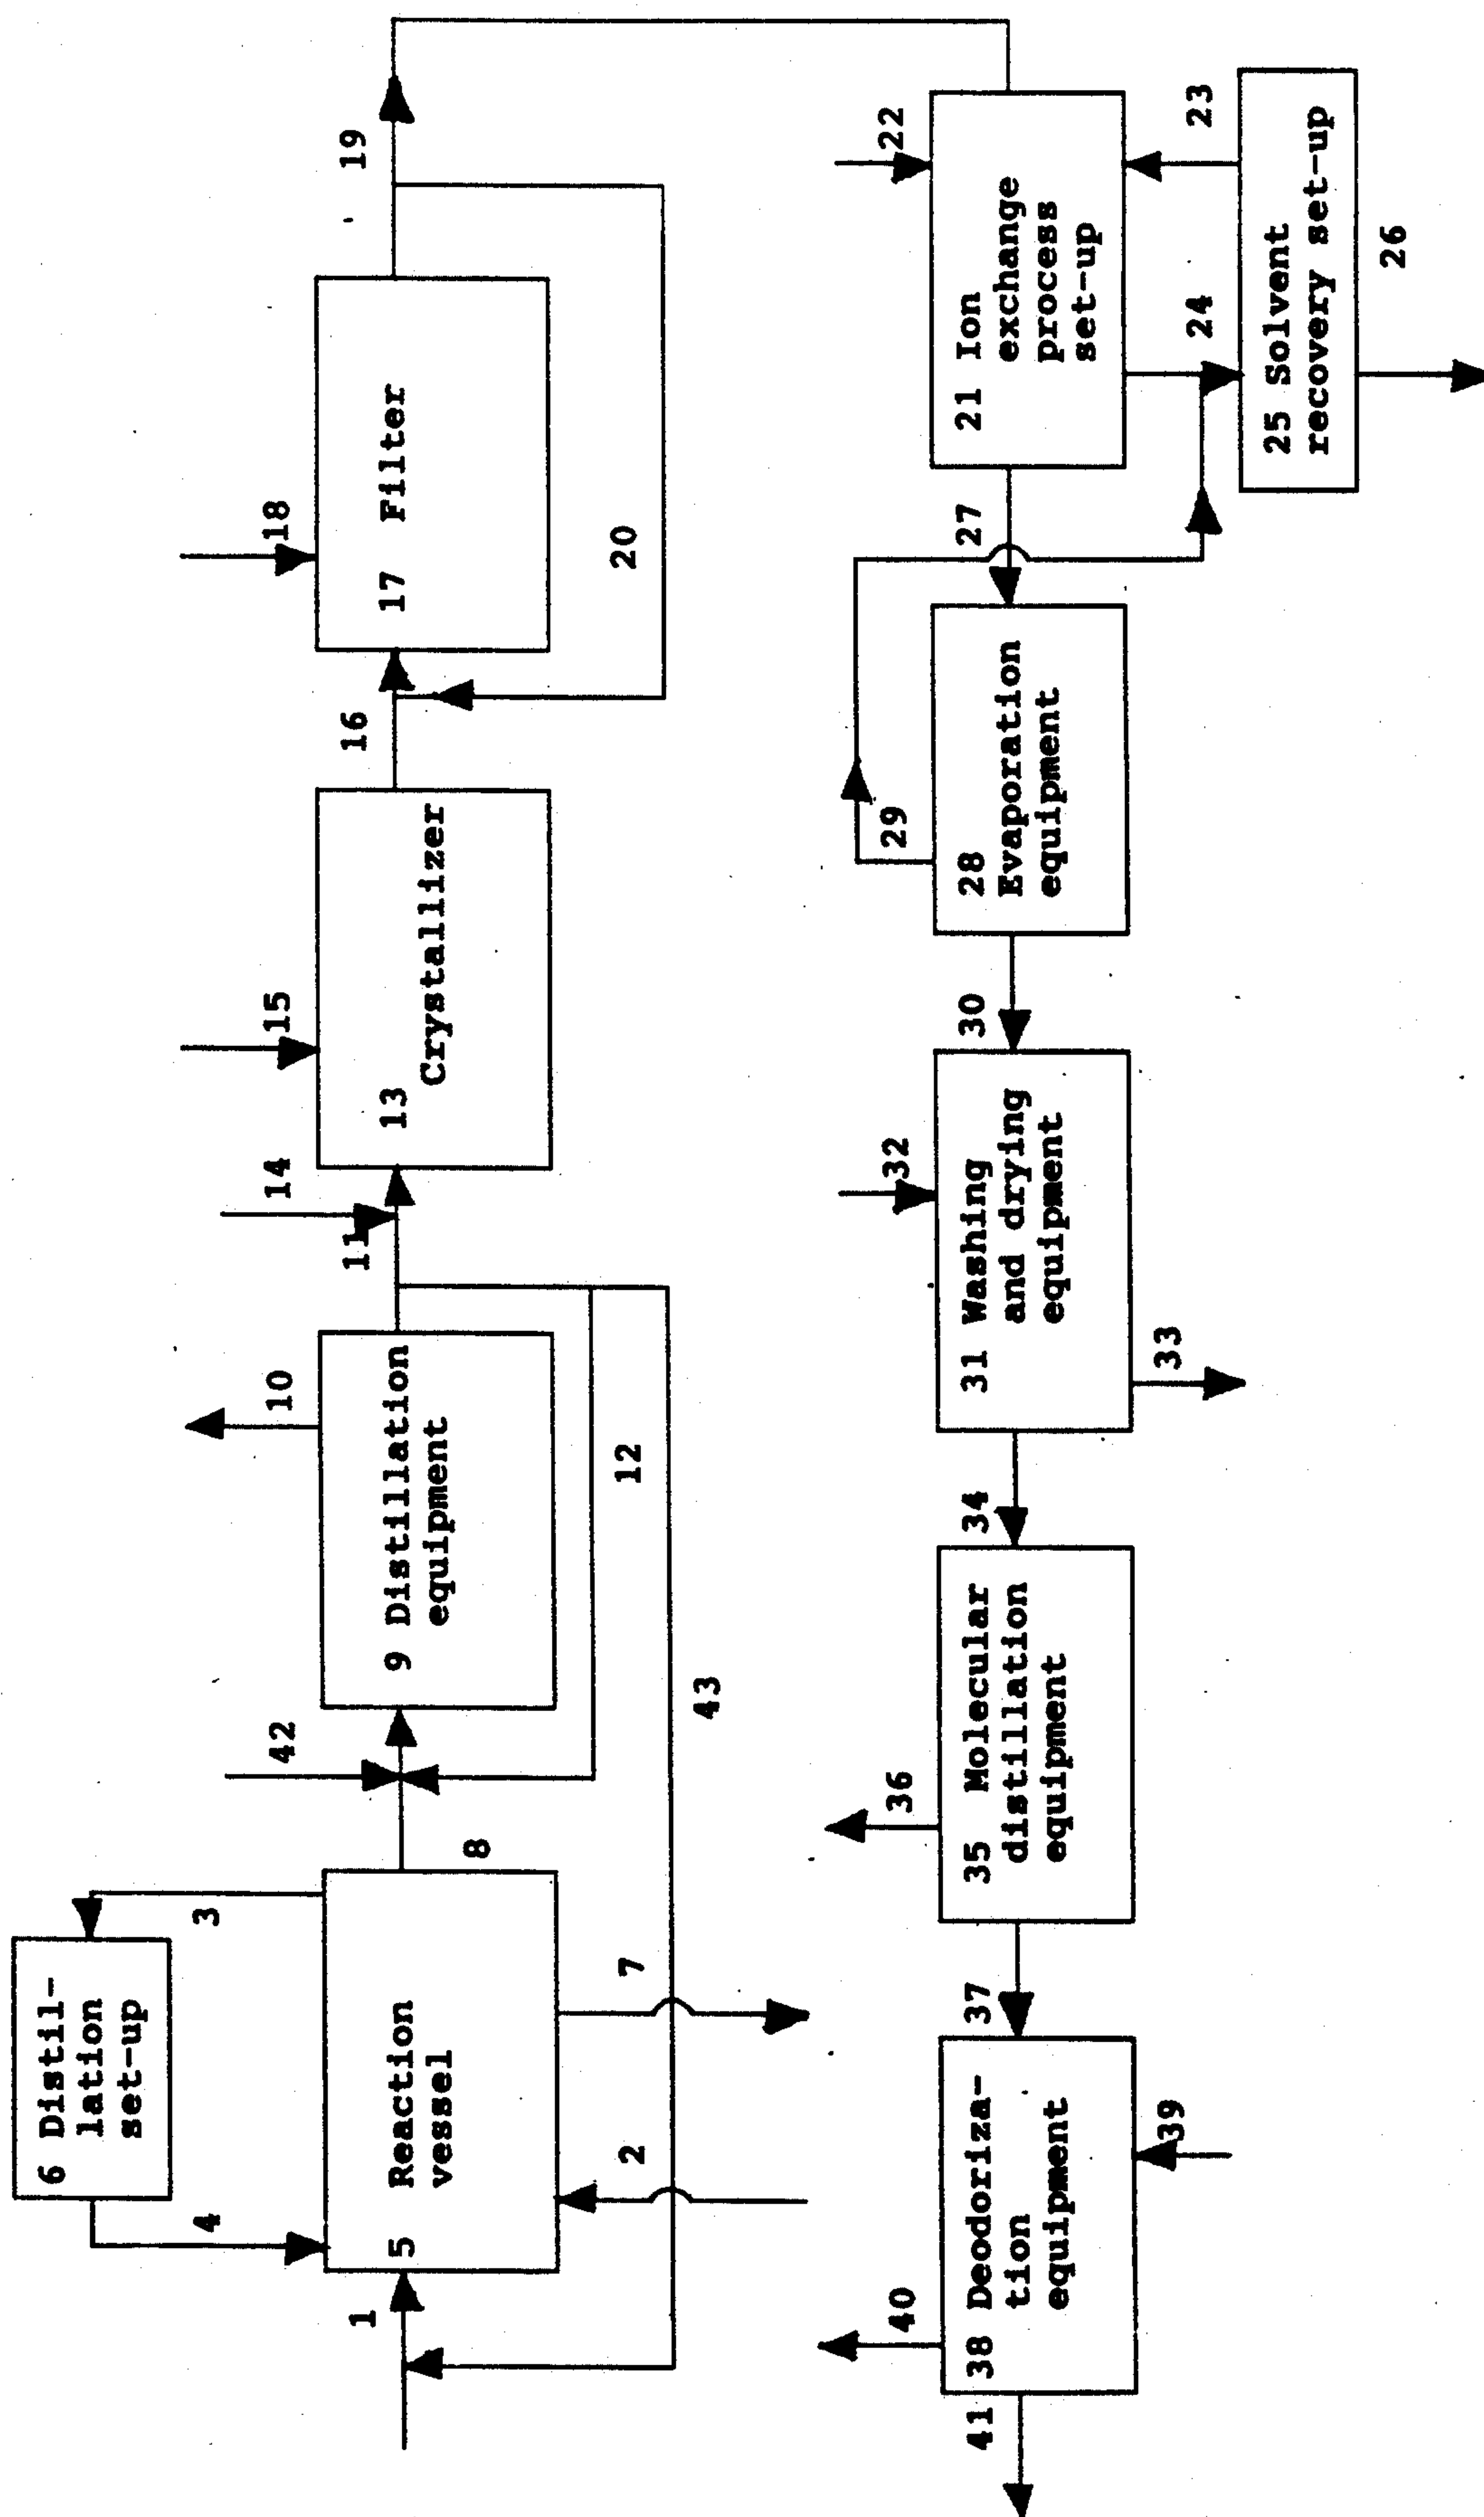 6 Distil-
lation
set-up
3
4
1
5 Reaction
vessel
2
7
8
42
9 Distillation
equipment
10
12
43
11
14
13
Crystallizer
15
16
17 Filter
18
20
19
22
21 Ion
exchange
process
set-up
23
24
25 Solvent
recovery set-up
26
27
28
Evaporation
equipment
29
30
31 Washing
and drying
equipment
32
33
34
35 Molecular
distillation
equipment
36
37
38 Deodoriza-
tion
equipment
39
40
41